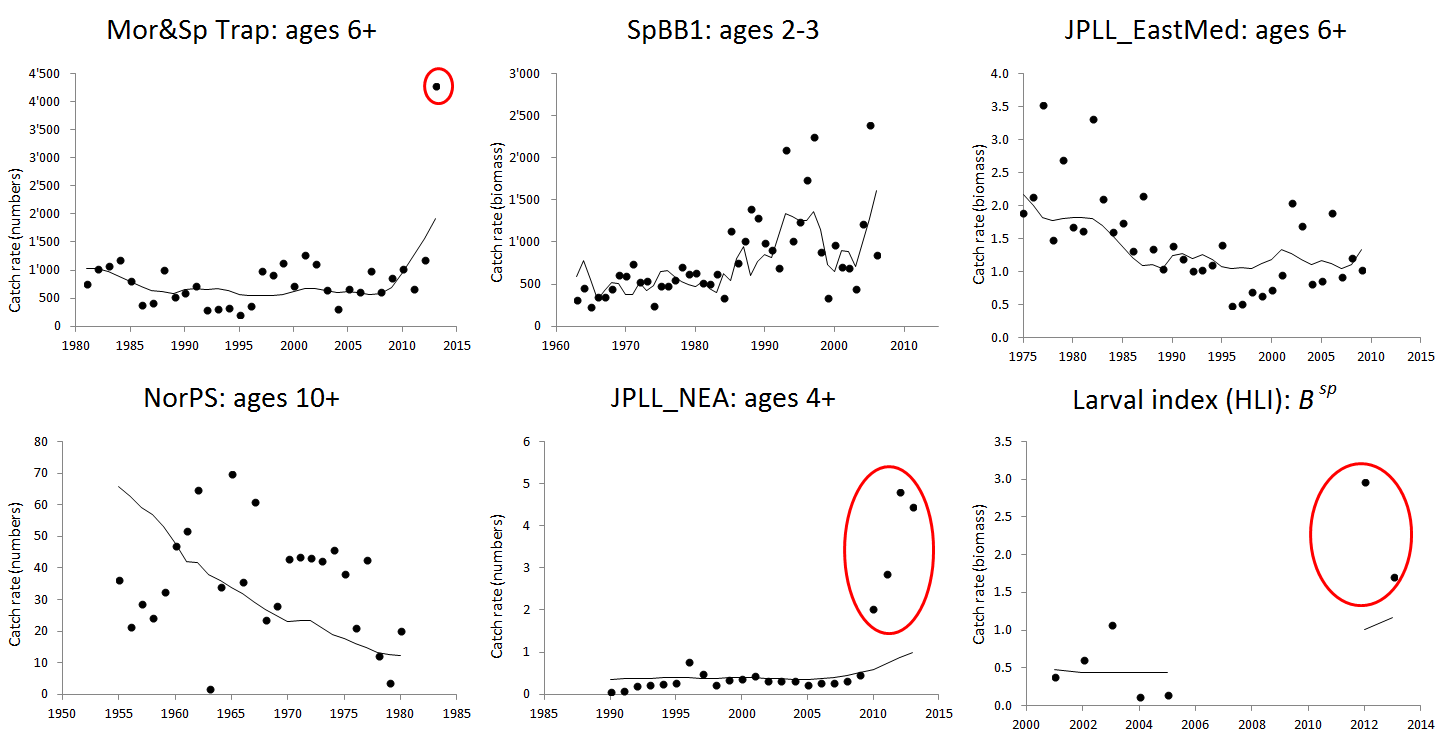 Mor&Sp Trap: ages 6+
Catch rate (numbers)
4'500
4'000
3'500
3'000
2'500
2'000
1'500
1'000
500
0
1980 1985 1990 1995 2000 2005 2010 2015
SpBB1: ages 2-3
Catch rate (biomass)
3'000
2'500
2'000
1'500
1'000
500
0
1960 1970 1980 1990 2000 2010
JPLL_EastMed: ages 6+
Catch rate (biomass)
4.0
3.5
3.0
2.5
2.0
1.5
1.0
0.5
0.0
1975 1980 1985 1990 1995 2000 2005 2010 2015
NorPS: ages 10+
Catch rate (numbers)
80
70
60
50
40
30
20
10
0
1950 1955 1960 1965 1970 1975 1980 1985
JPLL_NEA: ages 4+
Catch rate (numbers)
6
5
4
3
2
1
0
1985 1990 1995 2000 2005 2010 2015
Larval index (HLI): B sp
Catch rate (biomass)
3.5
3.0
2.5
2.0
1.5
1.0
0.5
0.0
2000 2002 2004 2006 2008 2010 2012 2014